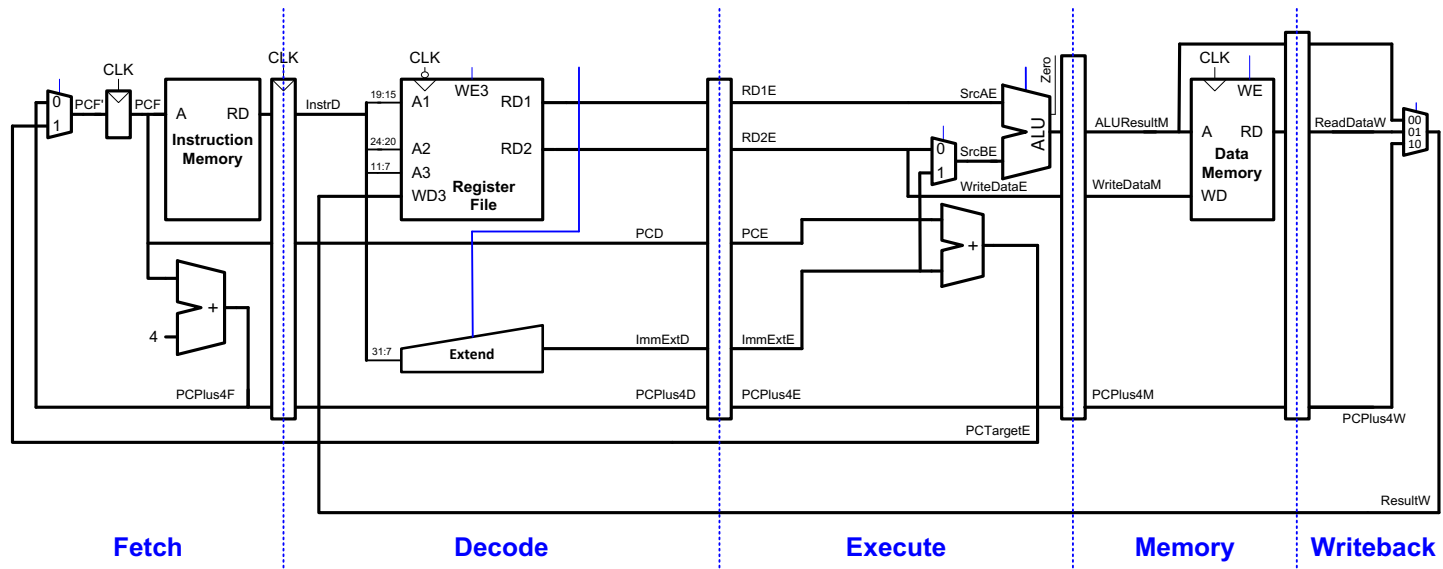 CLK
CLK
CLK
CLK
Zero
0
1
PCF'
PCF
A
RD
Instruction
Memory
InstrD
19:15
A1
WE3
RD1
24:20
A2
RD2
11:7
A3
WD3
Register
File
RD1E
RD2E
SrcAE
0
1
SrcBE
ALU
WriteDataE
ALUResultM
WriteDataM
WE
A
RD
Data
Memory
WD
ReadDataW
00
01
10
PCD
PCE
+
4
+
31:7
Extend
ImmExtD
ImmExtE
PCPlus4F
PCPlus4D
PCPlus4E
PCPlus4M
PCPlus4W
PCTargetE
ResultW
Fetch
Decode
Execute
Memory
Writeback